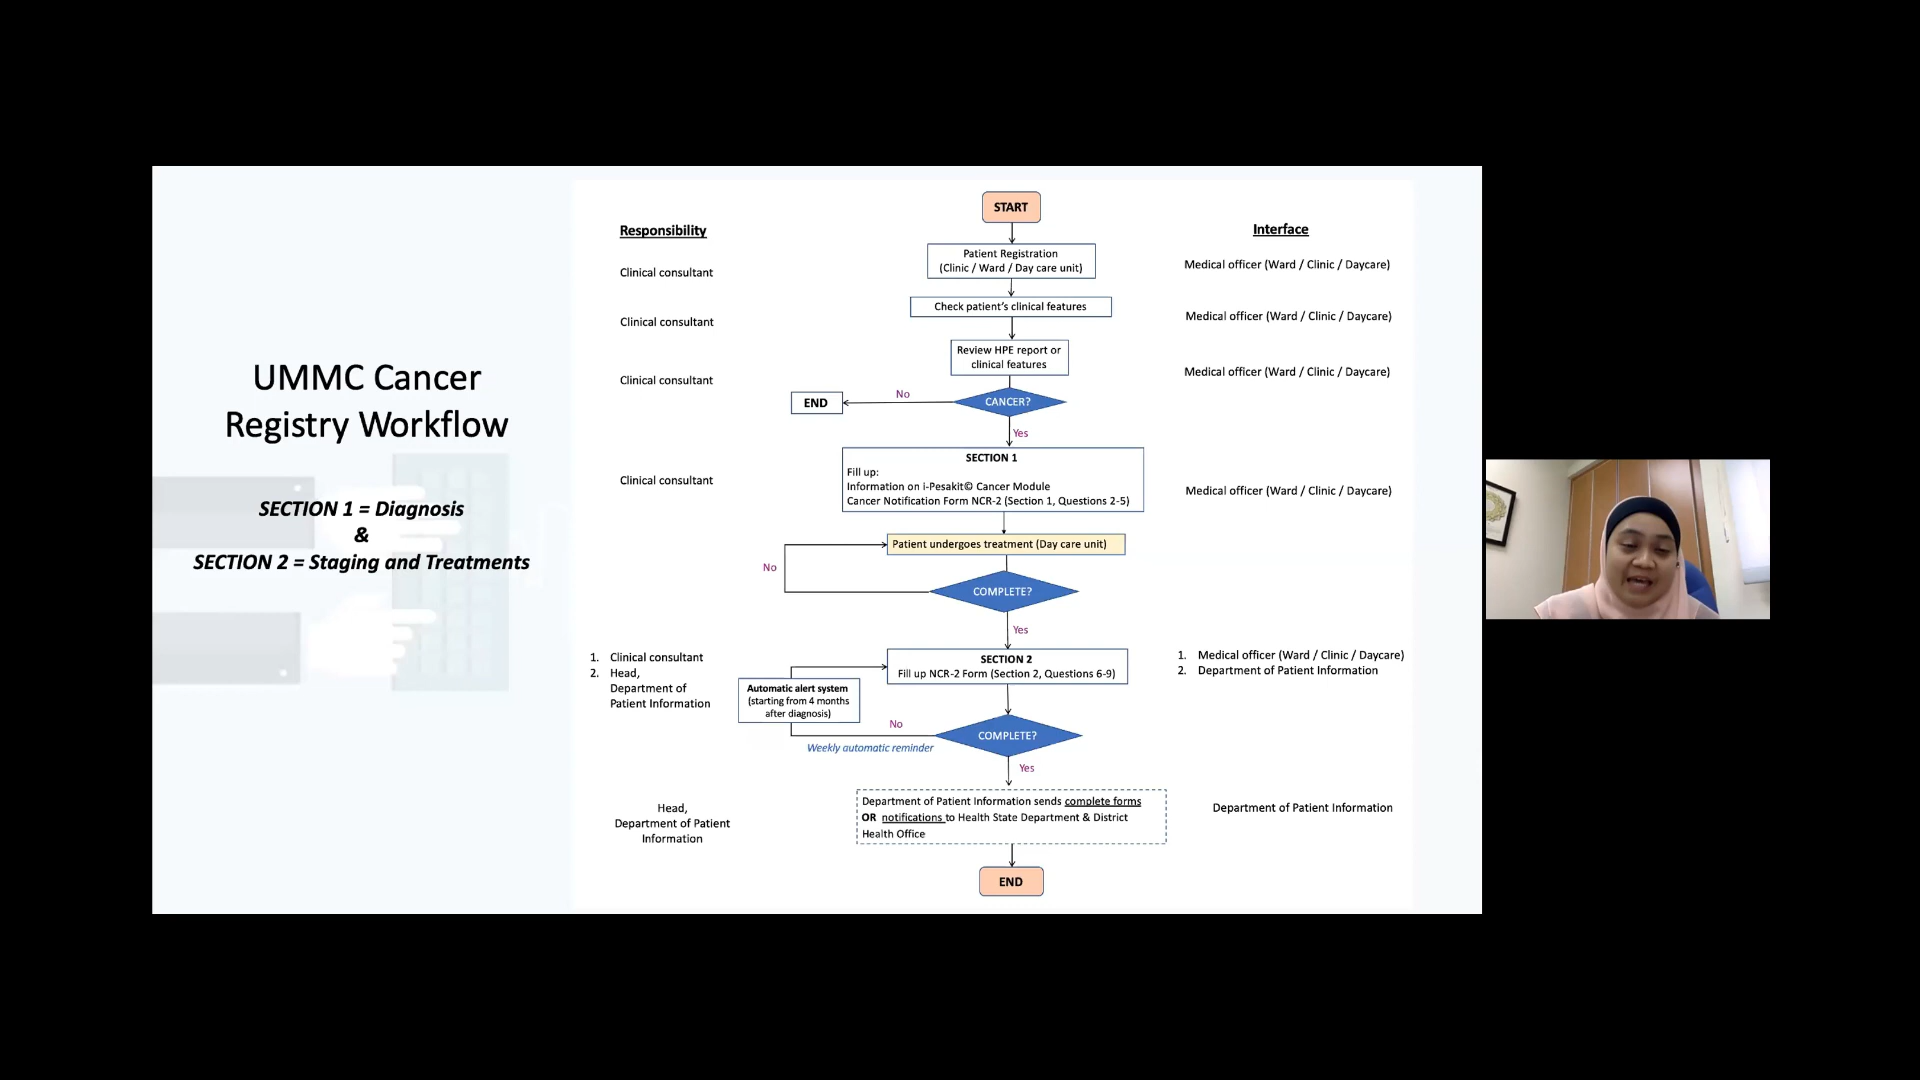 UMMC Cancer
Registry Workflow
SECTION 1 = Diagnosis
&
SECTION 2 = Staging and Treatments
START
Responsibility
Interface
Patient Registration
(Clinic / Ward / Day care unit)
Clinical consultant
Medical officer (Ward / Clinic / Daycare)
Check patient’s clinical features
Clinical consultant
Medical officer (Ward / Clinic / Daycare)
Review HPE report or
clinical features
Clinical consultant
Medical officer (Ward / Clinic / Daycare)
CANCER?
No
END
Yes
SECTION 1
Fill up:
Information on i-Pesakit© Cancer Module
Cancer Notification Form NCR-2 (Section 1, Questions 2-5)
Clinical consultant
Medical officer (Ward / Clinic / Daycare)
Patient undergoes treatment (Day care unit)
No
COMPLETE?
Yes
1. Clinical consultant
2. Head,
Department of
Patient Information
SECTION 2
Fill up NCR-2 Form (Section 2, Questions 6-9)
1. Medical officer (Ward / Clinic / Daycare)
2. Department of Patient Information
Automatic alert system
(starting from 4 months
after diagnosis)
No
Weekly automatic reminder
COMPLETE?
Yes
Head,
Department of Patient
Information
Department of Patient Information sends complete forms
OR notifications to Health State Department & District
Health Office
Department of Patient Information
END